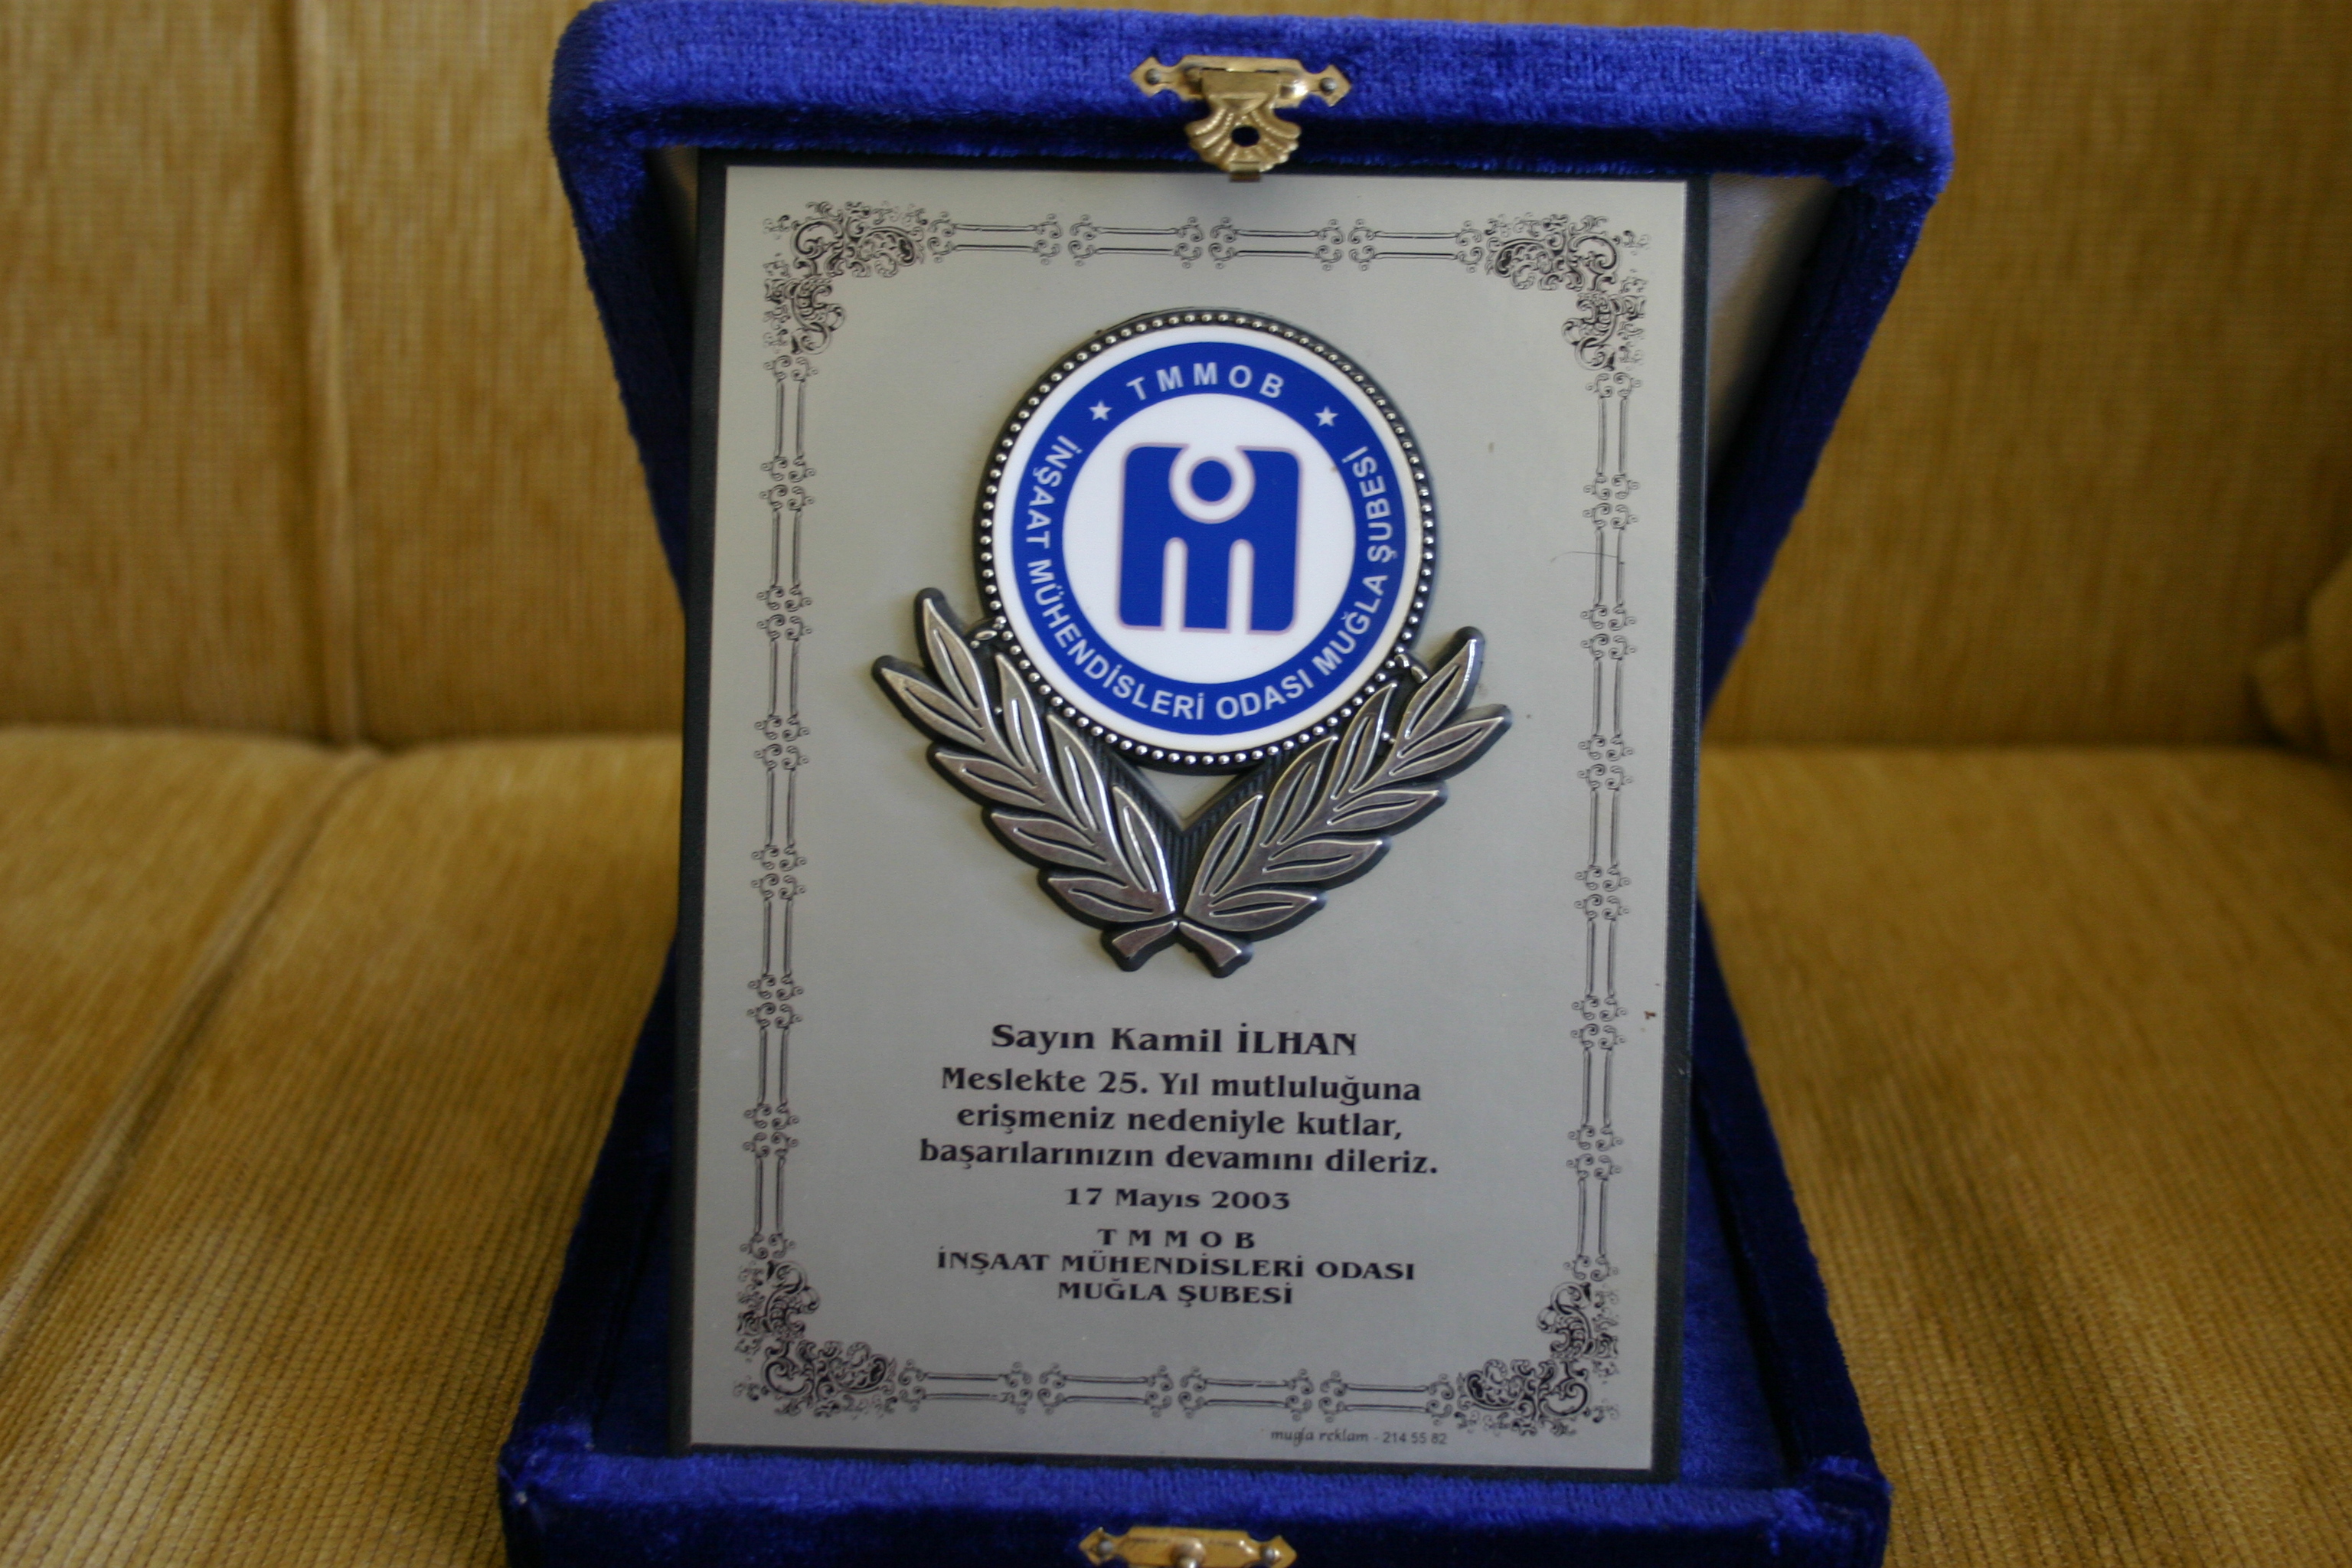 TMMOB
İNŞAAT MÜHENDİSLERİ ODASI MUĞLA ŞUBESİ
Sayın Kamil İLHAN
Meslekte 25. Yıl mutluluğuna
erişmeniz nedeniyle kutlar,
başarılarınızın devamını dileriz.
17 Mayıs 2003
T M M O B
İNŞAAT MÜHENDİSLERİ ODASI
MUĞLA ŞUBESİ
muğla reklam - 214 55 82